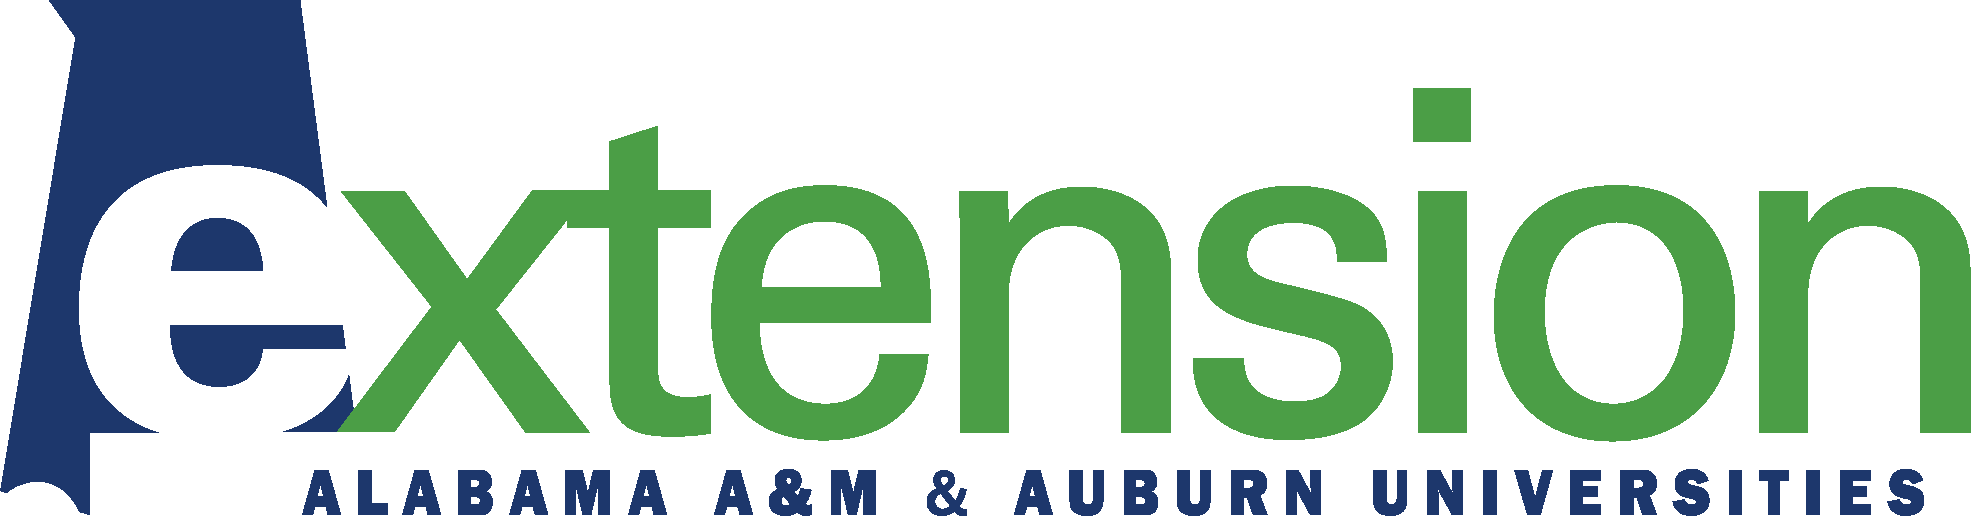 extension
ALABAMA A&M & AUBURN UNIVERSITIES